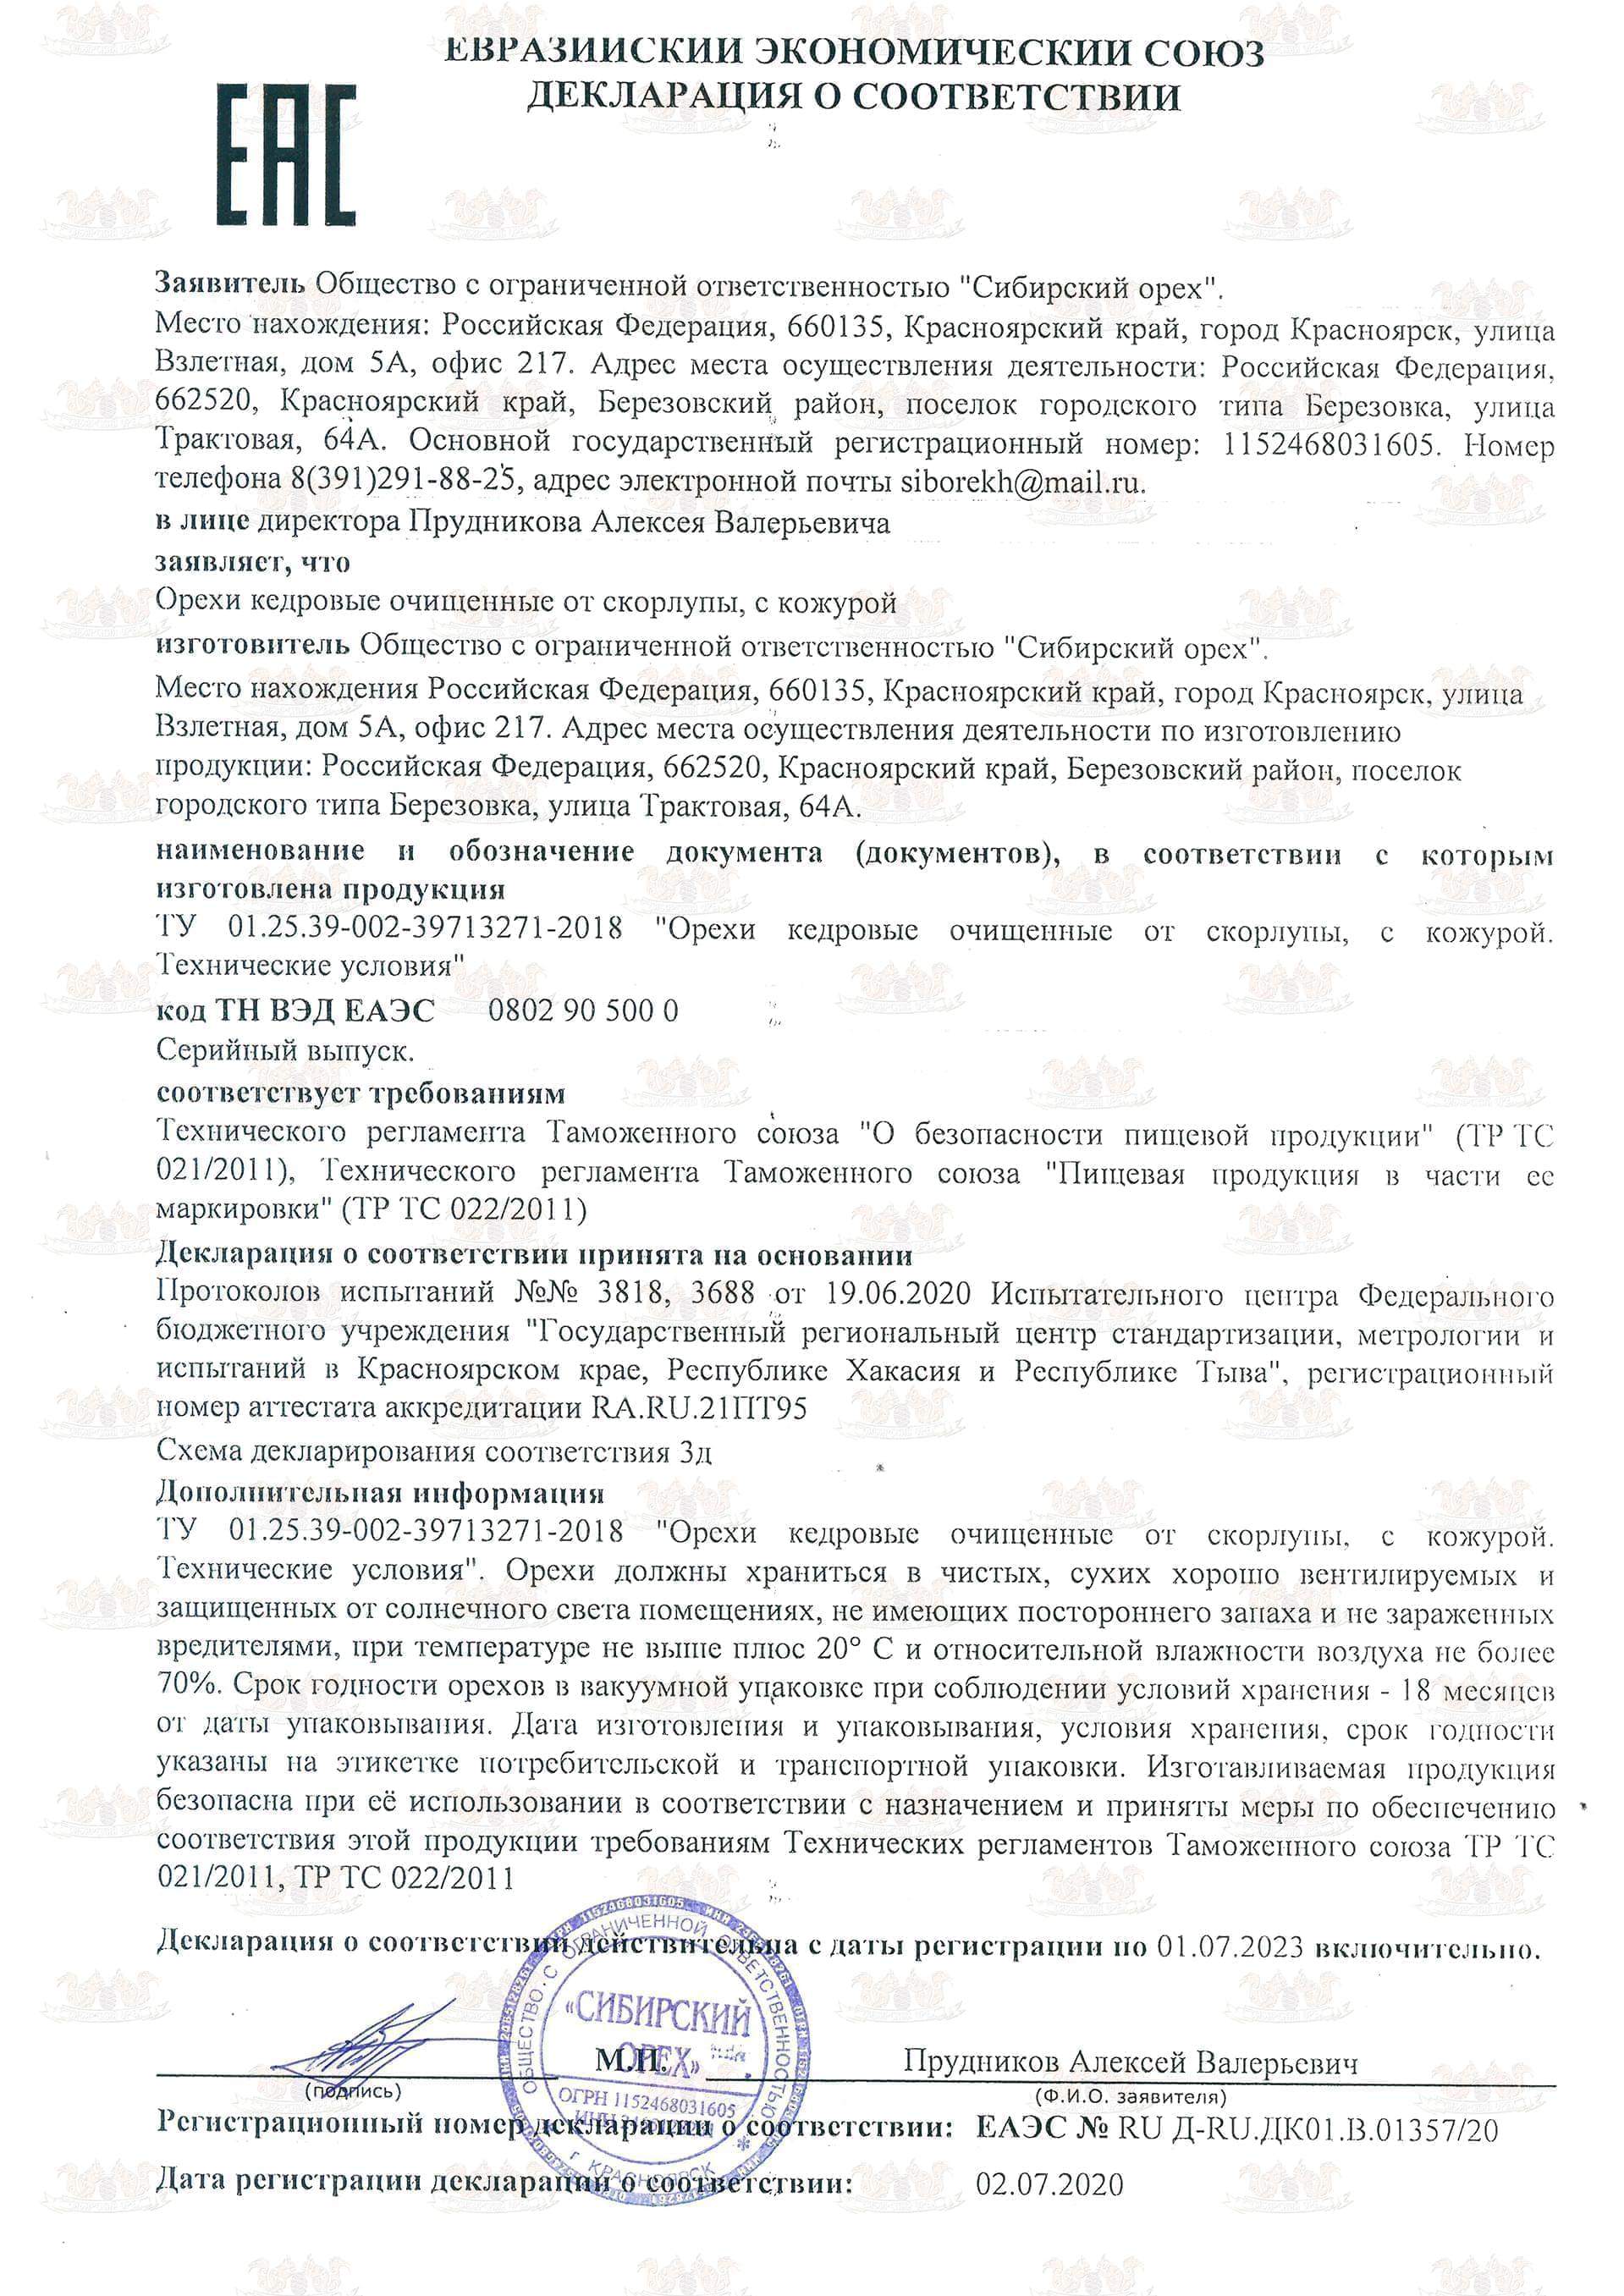 ЕВРАЗИЙСКИЙ ЭКОНОМИЧЕСКИЙ СОЮЗ
ДЕКЛАРАЦИЯ О СООТВЕТСТВИИ
ЕАС
Заявитель Общество с ограниченной ответственностью "Сибирский орех".
Место нахождения: Российская Федерация, 660135, Красноярский край, город Красноярск, улица
Взлетная, дом 5А, офис 217. Адрес места осуществления деятельности: Российская Федерация,
662520, Красноярский край, Березовский район, поселок городского типа Березовка, улица
Трактовая, 64А. Основной государственный регистрационный номер: 1152468031605. Номер
телефона 8(391)291-88-25, адрес электронной почты siborekh@mail.ru.
в лице директора Прудникова Алексея Валерьевича
заявляет, что
Орехи кедровые очищенные от скорлупы, с кожурой
изготовитель Общество с ограниченной ответственностью "Сибирский орех".
Место нахождения Российская Федерация, 660135, Красноярский край, город Красноярск, улица
Взлетная, дом 5А, офис 217. Адрес места осуществления деятельности по изготовлению
продукции: Российская Федерация, 662520, Красноярский край, Березовский район, поселок
городского типа Березовка, улица Трактовая, 64А.
наименование и обозначение документа (документов), в соответствии с которым
изготовлена продукция
ТУ 01.25.39-002-39713271-2018 "Орехи кедровые очищенные от скорлупы, с кожурой.
Технические условия"
код ТН ВЭД ЕАЭС 0802 90 500 0
Серийный выпуск.
соответствует требованиям
Технического регламента Таможенного союза "О безопасности пищевой продукции" (ТР ТС
021/2011), Технического регламента Таможенного союза "Пищевая продукция в части ее
маркировки" (ТР ТС 022/2011)
Декларация о соответствии принята на основании
Протоколов испытаний №№ 3818, 3688 от 19.06.2020 Испытательного центра Федерального
бюджетного учреждения "Государственный региональный центр стандартизации, метрологии и
испытаний в Красноярском крае, Республике Хакасия и Республике Тыва", регистрационный
номер аттестата аккредитации RA.RU.21ПТ95
Схема декларирования соответствия 3д
Дополнительная информация
ТУ 01.25.39-002-39713271-2018 "Орехи кедровые очищенные от скорлупы, с кожурой.
Технические условия". Орехи должны храниться в чистых, сухих хорошо вентилируемых и
защищенных от солнечного света помещениях, не имеющих постороннего запаха и не зараженных
вредителями, при температуре не выше плюс 20° С и относительной влажности воздуха не более
70%. Срок годности орехов в вакуумной упаковке при соблюдении условий хранения - 18 месяцев
от даты упаковывания. Дата изготовления и упаковывания, условия хранения, срок годности
указаны на этикетке потребительской и транспортной упаковки. Изготавливаемая продукция
безопасна при её использовании в соответствии с назначением и приняты меры по обеспечению
соответствия этой продукции требованиям Технических регламентов Таможенного союза ТР ТС
021/2011, ТР ТС 022/2011
Декларация о соответствии действительна с даты регистрации по 01.07.2023 включительно.
ОБЩЕСТВО С ОГРАНИЧЕННОЙ ОТВЕТСТВЕННОСТЬЮ
«СИБИРСКИЙ
ОРЕХ»
ОГРН 1152468031605
г КРАСНОЯРСК
М.П.
Прудников Алексей Валерьевич
(подпись)
(Ф.И.О. заявителя)
Регистрационный номер декларации о соответствии: ЕАЭС № RU Д-RU.ДК01.В.01357/20
Дата регистрации декларации о соответствии: 02.07.2020